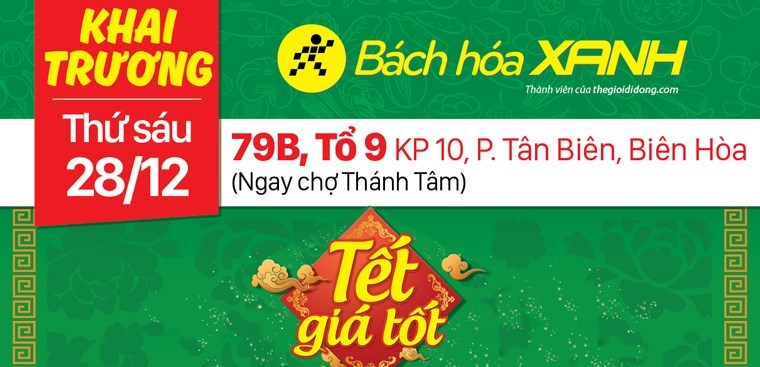 KHAI
TRƯƠNG
Thứ sáu
28/12
Bách hóa XANH
Thành viên của thegioididong.com
79B, Tổ 9 KP 10, P. Tân Biên, Biên Hòa
(Ngay chợ Thánh Tâm)
Tết
giá tốt